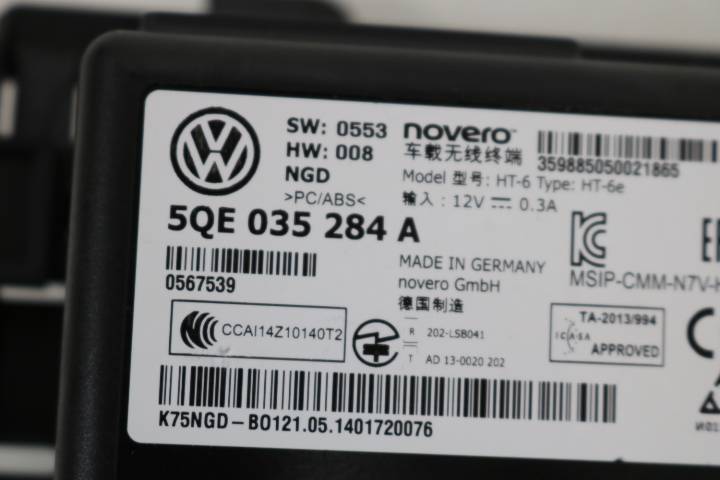 SW: 0553
HW: 008
NGD
>PC/ABS<
5QE 035 284 A
0567539
novero
车载无线终端
359885050021865
Model 型号: HT-6 Type: HT-6e
输入: 12V 0.3A
MADE IN GERMANY
novero GmbH
德国制造
MSIP-CMM-N7V-
CCAI14Z10140T2
R 202-LSB041
T AD 13-0020 202
TA-2013/994
ICASA
APPROVED
K75NGD-BO121.05.1401720076